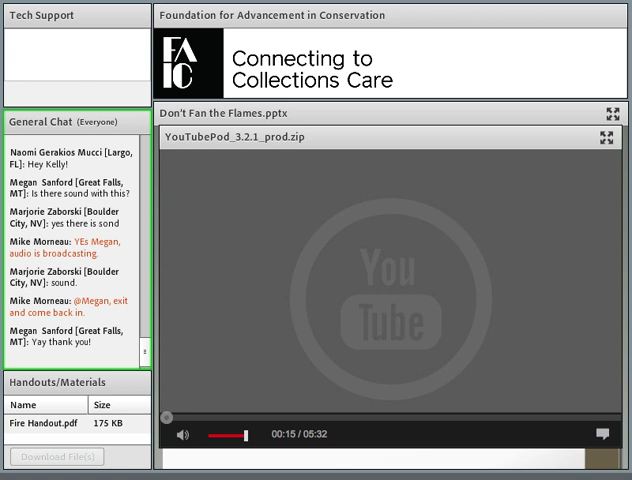 Tech Support
Foundation for Advancement in Conservation
FA
IC
Connecting to
Collections Care
General Chat (Everyone)
Naomi Gerakios Mucci [Largo,
FL]: Hey Kelly!
Megan Sanford [Great Falls,
MT]: Is there sound with this?
Marjorie Zaborski [Boulder
City, NV]: yes there is sond
Mike Morneau: YEs Megan,
audio is broadcasting.
Marjorie Zaborski [Boulder
City, NV]: sound.
Mike Morneau: @Megan, exit
and come back in.
Megan Sanford [Great Falls,
MT]: Yay thank you!
Handouts/Materials
Name Size
Fire Handout.pdf 175 KB
Download File(s)
Don't Fan the Flames.pptx
YouTubePod_3.2.1_prod.zip
You
Tube
00:15 / 05:32